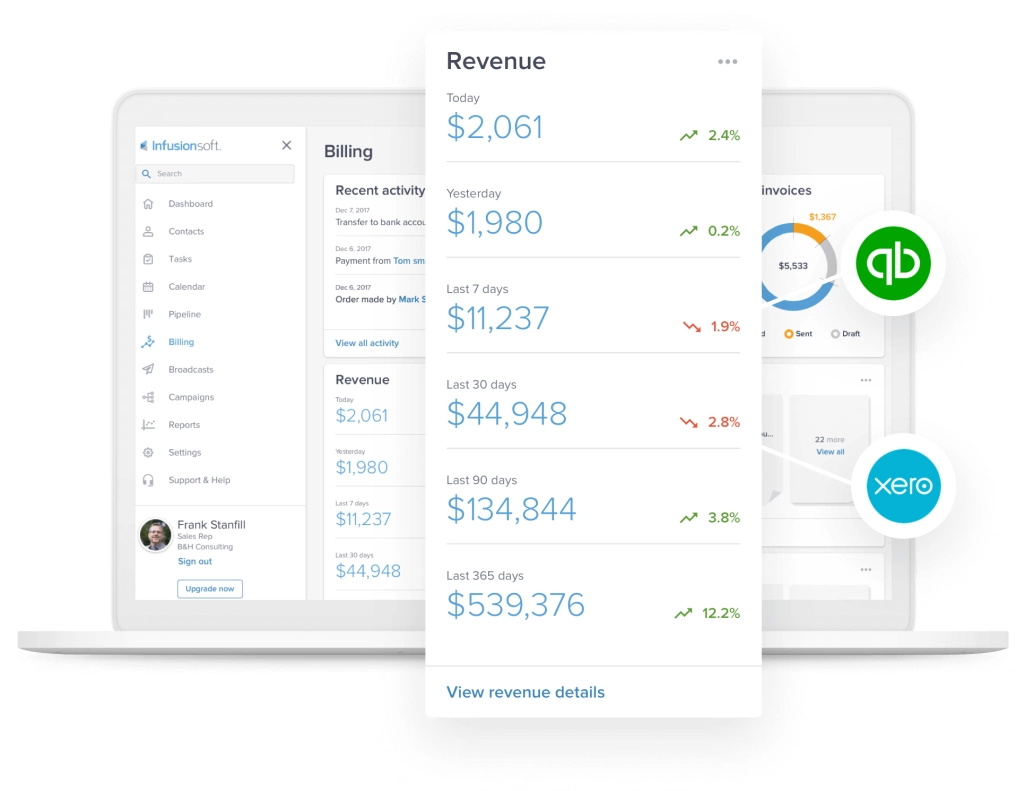 Infusionsoft.
Search
Dashboard
Contacts
Tasks
Calendar
Pipeline
Billing
Broadcasts
Campaigns
Reports
Settings
Support & Help
Frank Stanfill
Sales Rep
B&H Consulting
Sign out
Upgrade now
Billing
Recent activity
Dec 7, 2017
Transfer to bank
Dec 6, 2017
Payment from Tom
Dec 6, 2017
Order made by Mark
View all activity
Revenue
Today
$2,061
Yesterday
$1,980
Last 7 days
$11,237
Last 30 days
$44,948
Revenue
Today
$2,061
2.4%
Yesterday
$1,980
0.2%
Last 7 days
$11,237
1.9%
Last 30 days
$44,948
2.8%
Last 90 days
$134,844
3.8%
Last 365 days
$539,376
12.2%
View revenue details
invoices
$1,367
$5,533
Sent
Draft
22 more
View all
qb
xero